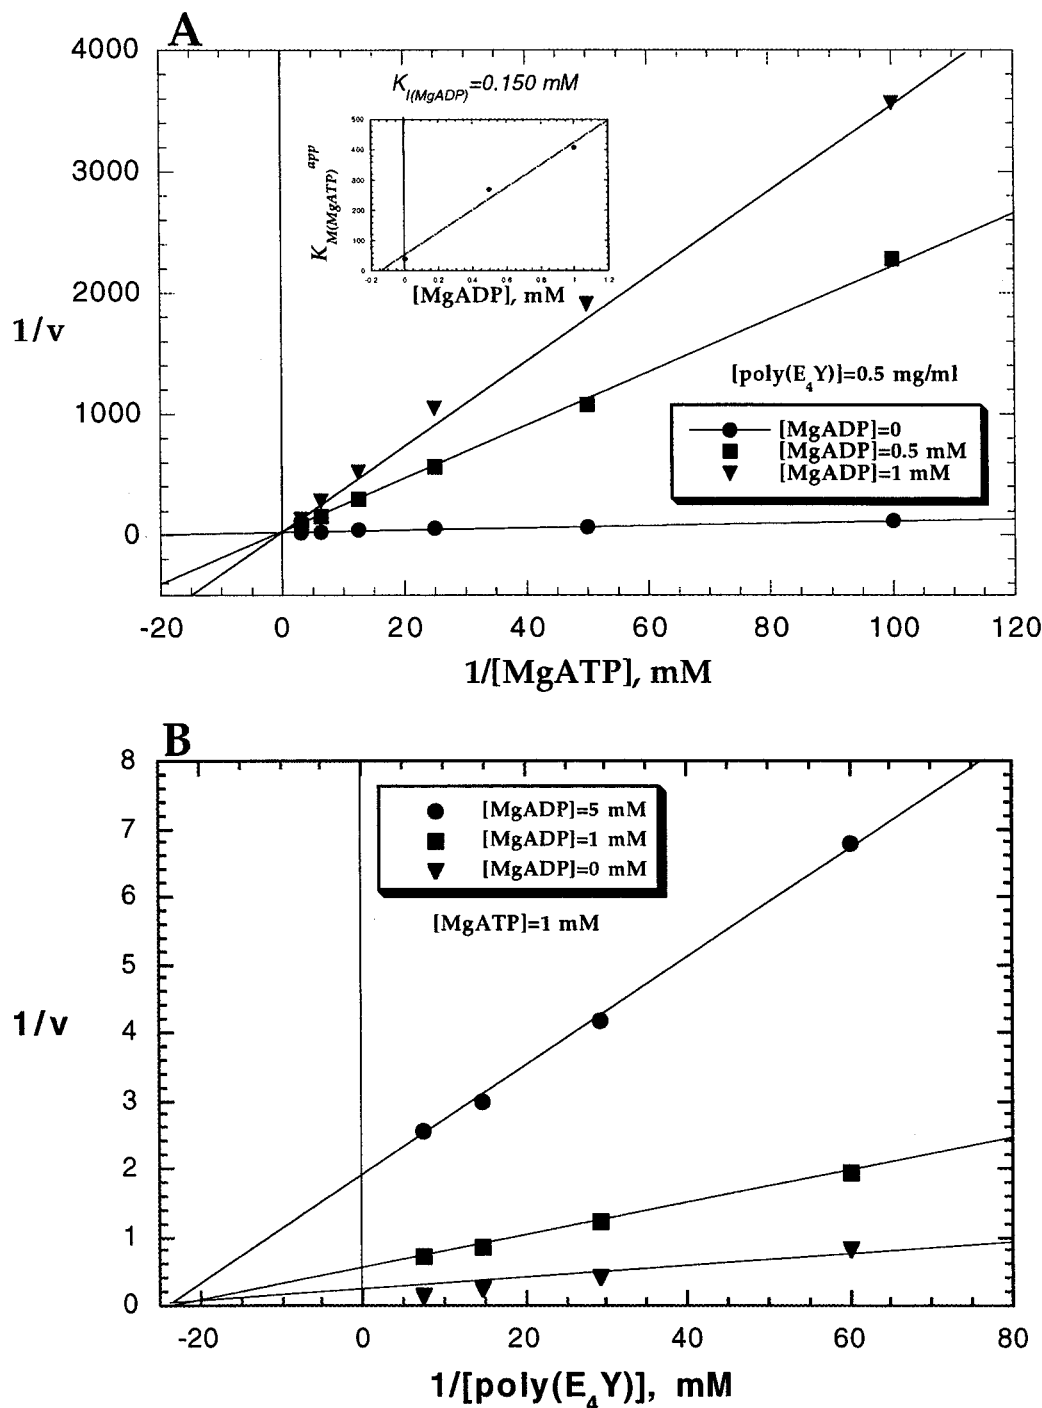 A
4000
3000
2000
1000
0
1/v
K I(MgADP)=0.150 mM
500
400
300
200
100
0
K M(MgATP) app
-0.2 0 0.2 0.4 0.6 0.8 1 1.2
[MgADP], mM
[poly(E4Y)]=0.5 mg/ml
[MgADP]=0
[MgADP]=0.5 mM
[MgADP]=1 mM
-20 0 20 40 60 80 100 120
1/[MgATP], mM
B
8
7
6
5
4
3
2
1
0
1/v
[MgADP]=5 mM
[MgADP]=1 mM
[MgADP]=0 mM
[MgATP]=1 mM
-20 0 20 40 60 80
1/[poly(E4Y)], mM